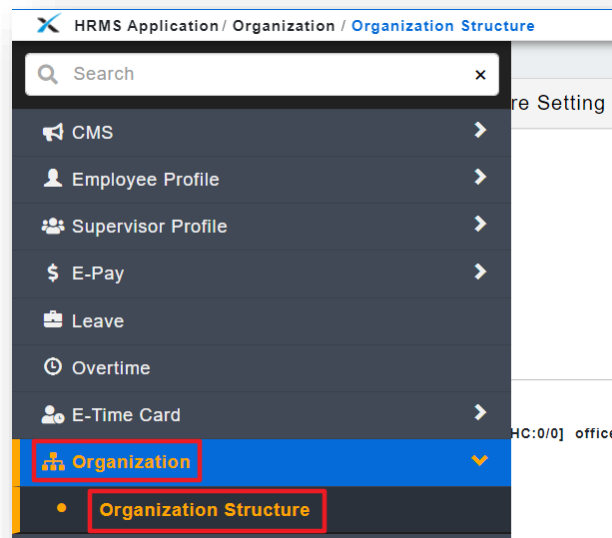 HRMS Application / Organization / Organization Structure
Search ×
re Setting
CMS
Employee Profile
Supervisor Profile
$ E-Pay
Leave
Overtime
E-Time Card
HC:0/0] office
Organization
Organization Structure